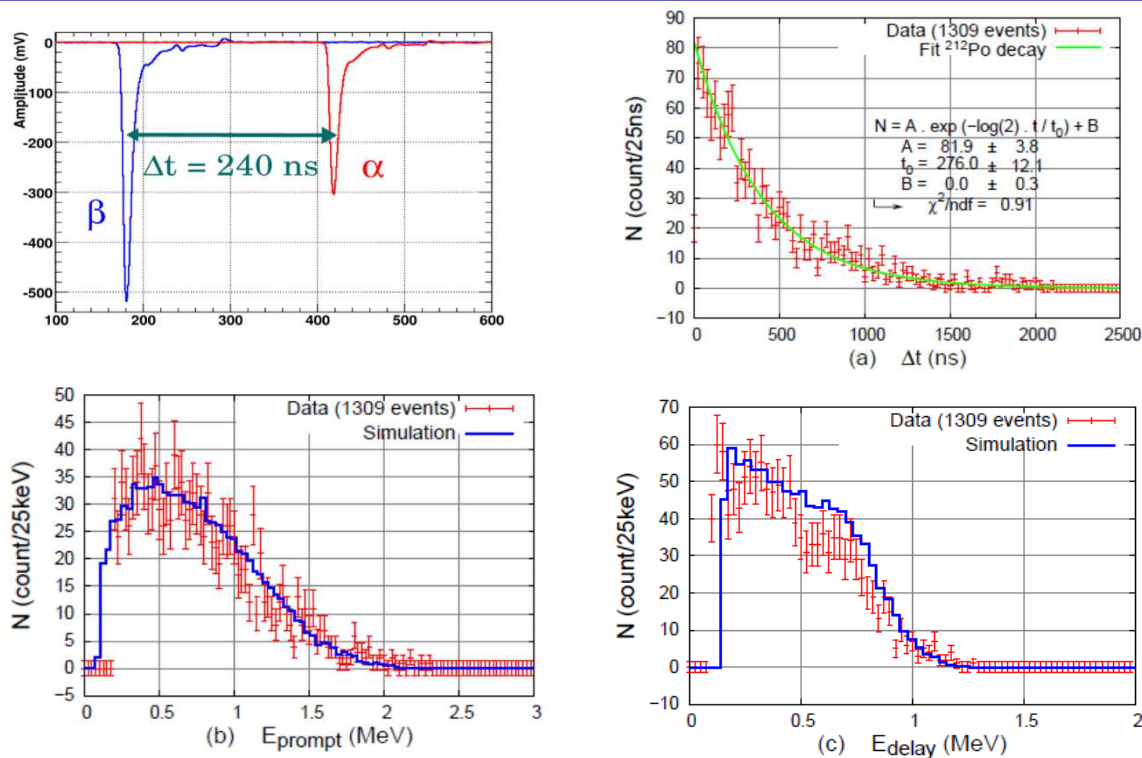 Amplitude (mV)
0
−100
−200
−300
−400
−500
100 200 300 400 500 600
Δt = 240 ns
β
α
N (count/25ns)
90
80
70
60
50
40
30
20
10
0
−10
Data (1309 events)
Fit ²¹²Po decay
N = A . exp (−log(2) . t / t₀) + B
A = 81.9 ± 3.8
t₀ = 276.0 ± 12.1
B = 0.0 ± 0.3
χ²/ndf = 0.91
0 500 1000 1500 2000 2500
(a) Δt (ns)
N (count/25keV)
50
45
40
35
30
25
20
15
10
5
0
−5
Data (1309 events)
Simulation
0 0.5 1 1.5 2 2.5 3
(b) E_prompt (MeV)
N (count/25keV)
70
60
50
40
30
20
10
0
−10
Data (1309 events)
Simulation
0 0.5 1 1.5 2
(c) E_delay (MeV)